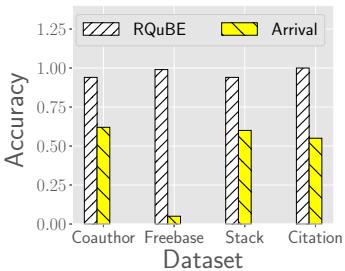 RQuBE Arrival
1.25
1.00
0.75
0.50
0.25
0.00
Accuracy
Coauthor Freebase Stack Citation
Dataset